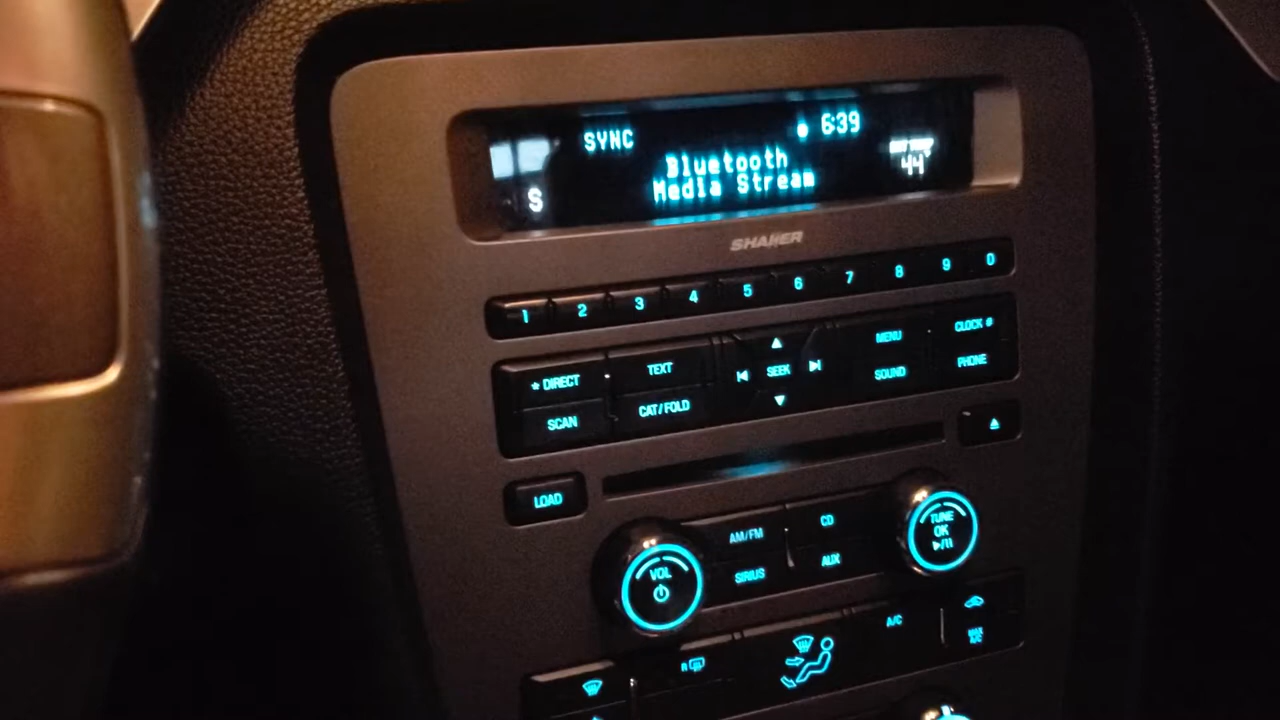 SYNC 6:39
Bluetooth
Media Stream
S
44°
SHAKER
1 2 3 4 5 6 7 8 9 0
* DIRECT TEXT SEEK MENU CLOCK #
SCAN CAT/FOLD SOUND PHONE
LOAD
AM/FM CD
SIRIUS AUX
VOL
TUNE
OK
A/C
MAX
A/C